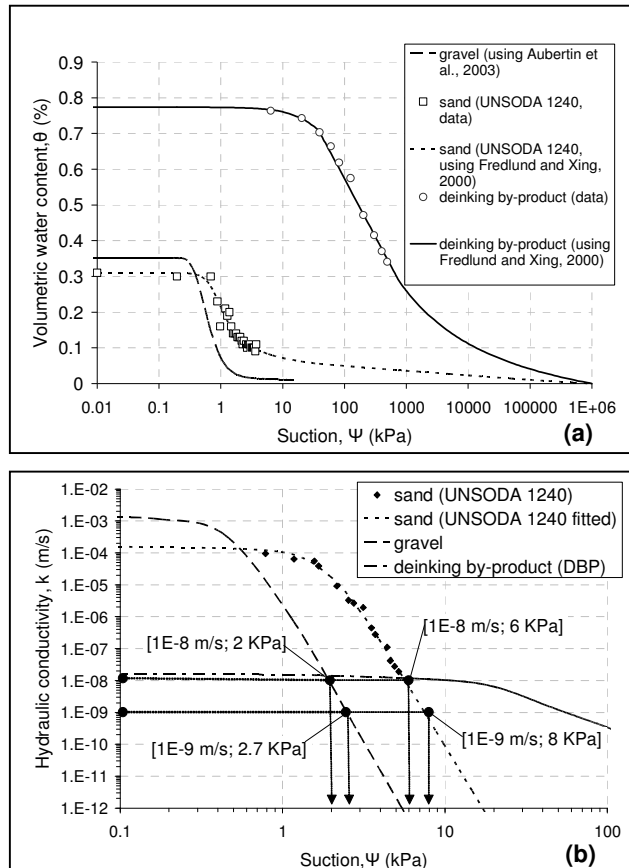 gravel (using Aubertin et
al., 2003)
sand (UNSODA 1240,
data)
sand (UNSODA 1240,
using Fredlund and Xing,
2000)
deinking by-product (data)
deinking by-product (using
Fredlund and Xing, 2000)
Volumetric water content,θ (%)
0.9
0.8
0.7
0.6
0.5
0.4
0.3
0.2
0.1
0
0.01 0.1 1 10 100 1000 10000 100000 1E+06
Suction, Ψ (kPa)
(a)
Hydraulic conductivity, k (m/s)
1.E-02
1.E-03
1.E-04
1.E-05
1.E-06
1.E-07
1.E-08
1.E-09
1.E-10
1.E-11
1.E-12
sand (UNSODA 1240)
sand (UNSODA 1240 fitted)
gravel
deinking by-product (DBP)
[1E-8 m/s; 2 KPa]
[1E-8 m/s; 6 KPa]
[1E-9 m/s; 2.7 KPa]
[1E-9 m/s; 8 KPa]
0.1 1 10 100
Suction,Ψ (kPa)
(b)